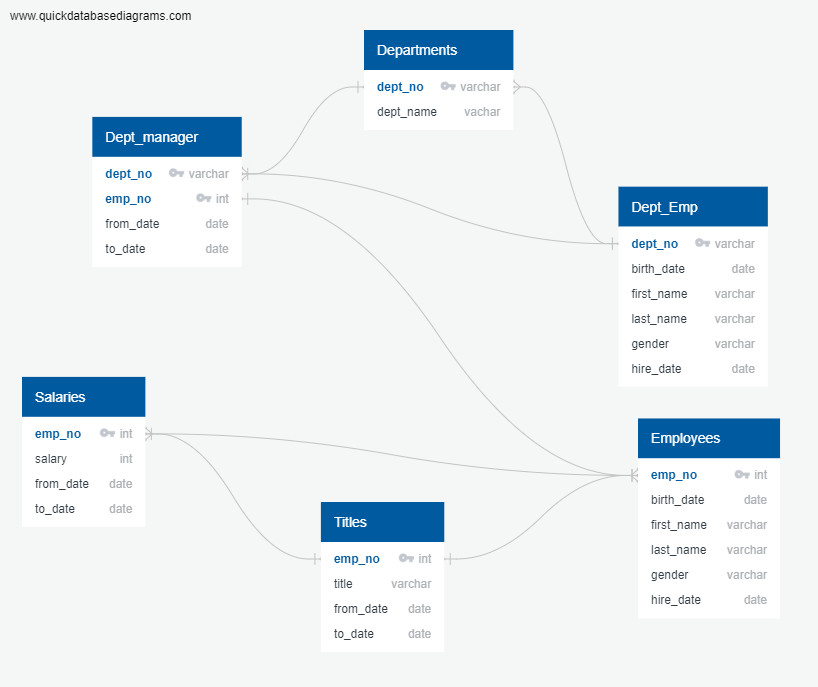 www.quickdatabasediagrams.com
Departments
dept_no varchar
dept_name vachar
Dept_manager
dept_no varchar
emp_no int
from_date date
to_date date
Dept_Emp
dept_no varchar
birth_date date
first_name varchar
last_name varchar
gender varchar
hire_date date
Salaries
emp_no int
salary int
from_date date
to_date date
Employees
emp_no int
birth_date date
first_name varchar
last_name varchar
gender varchar
hire_date date
Titles
emp_no int
title varchar
from_date date
to_date date